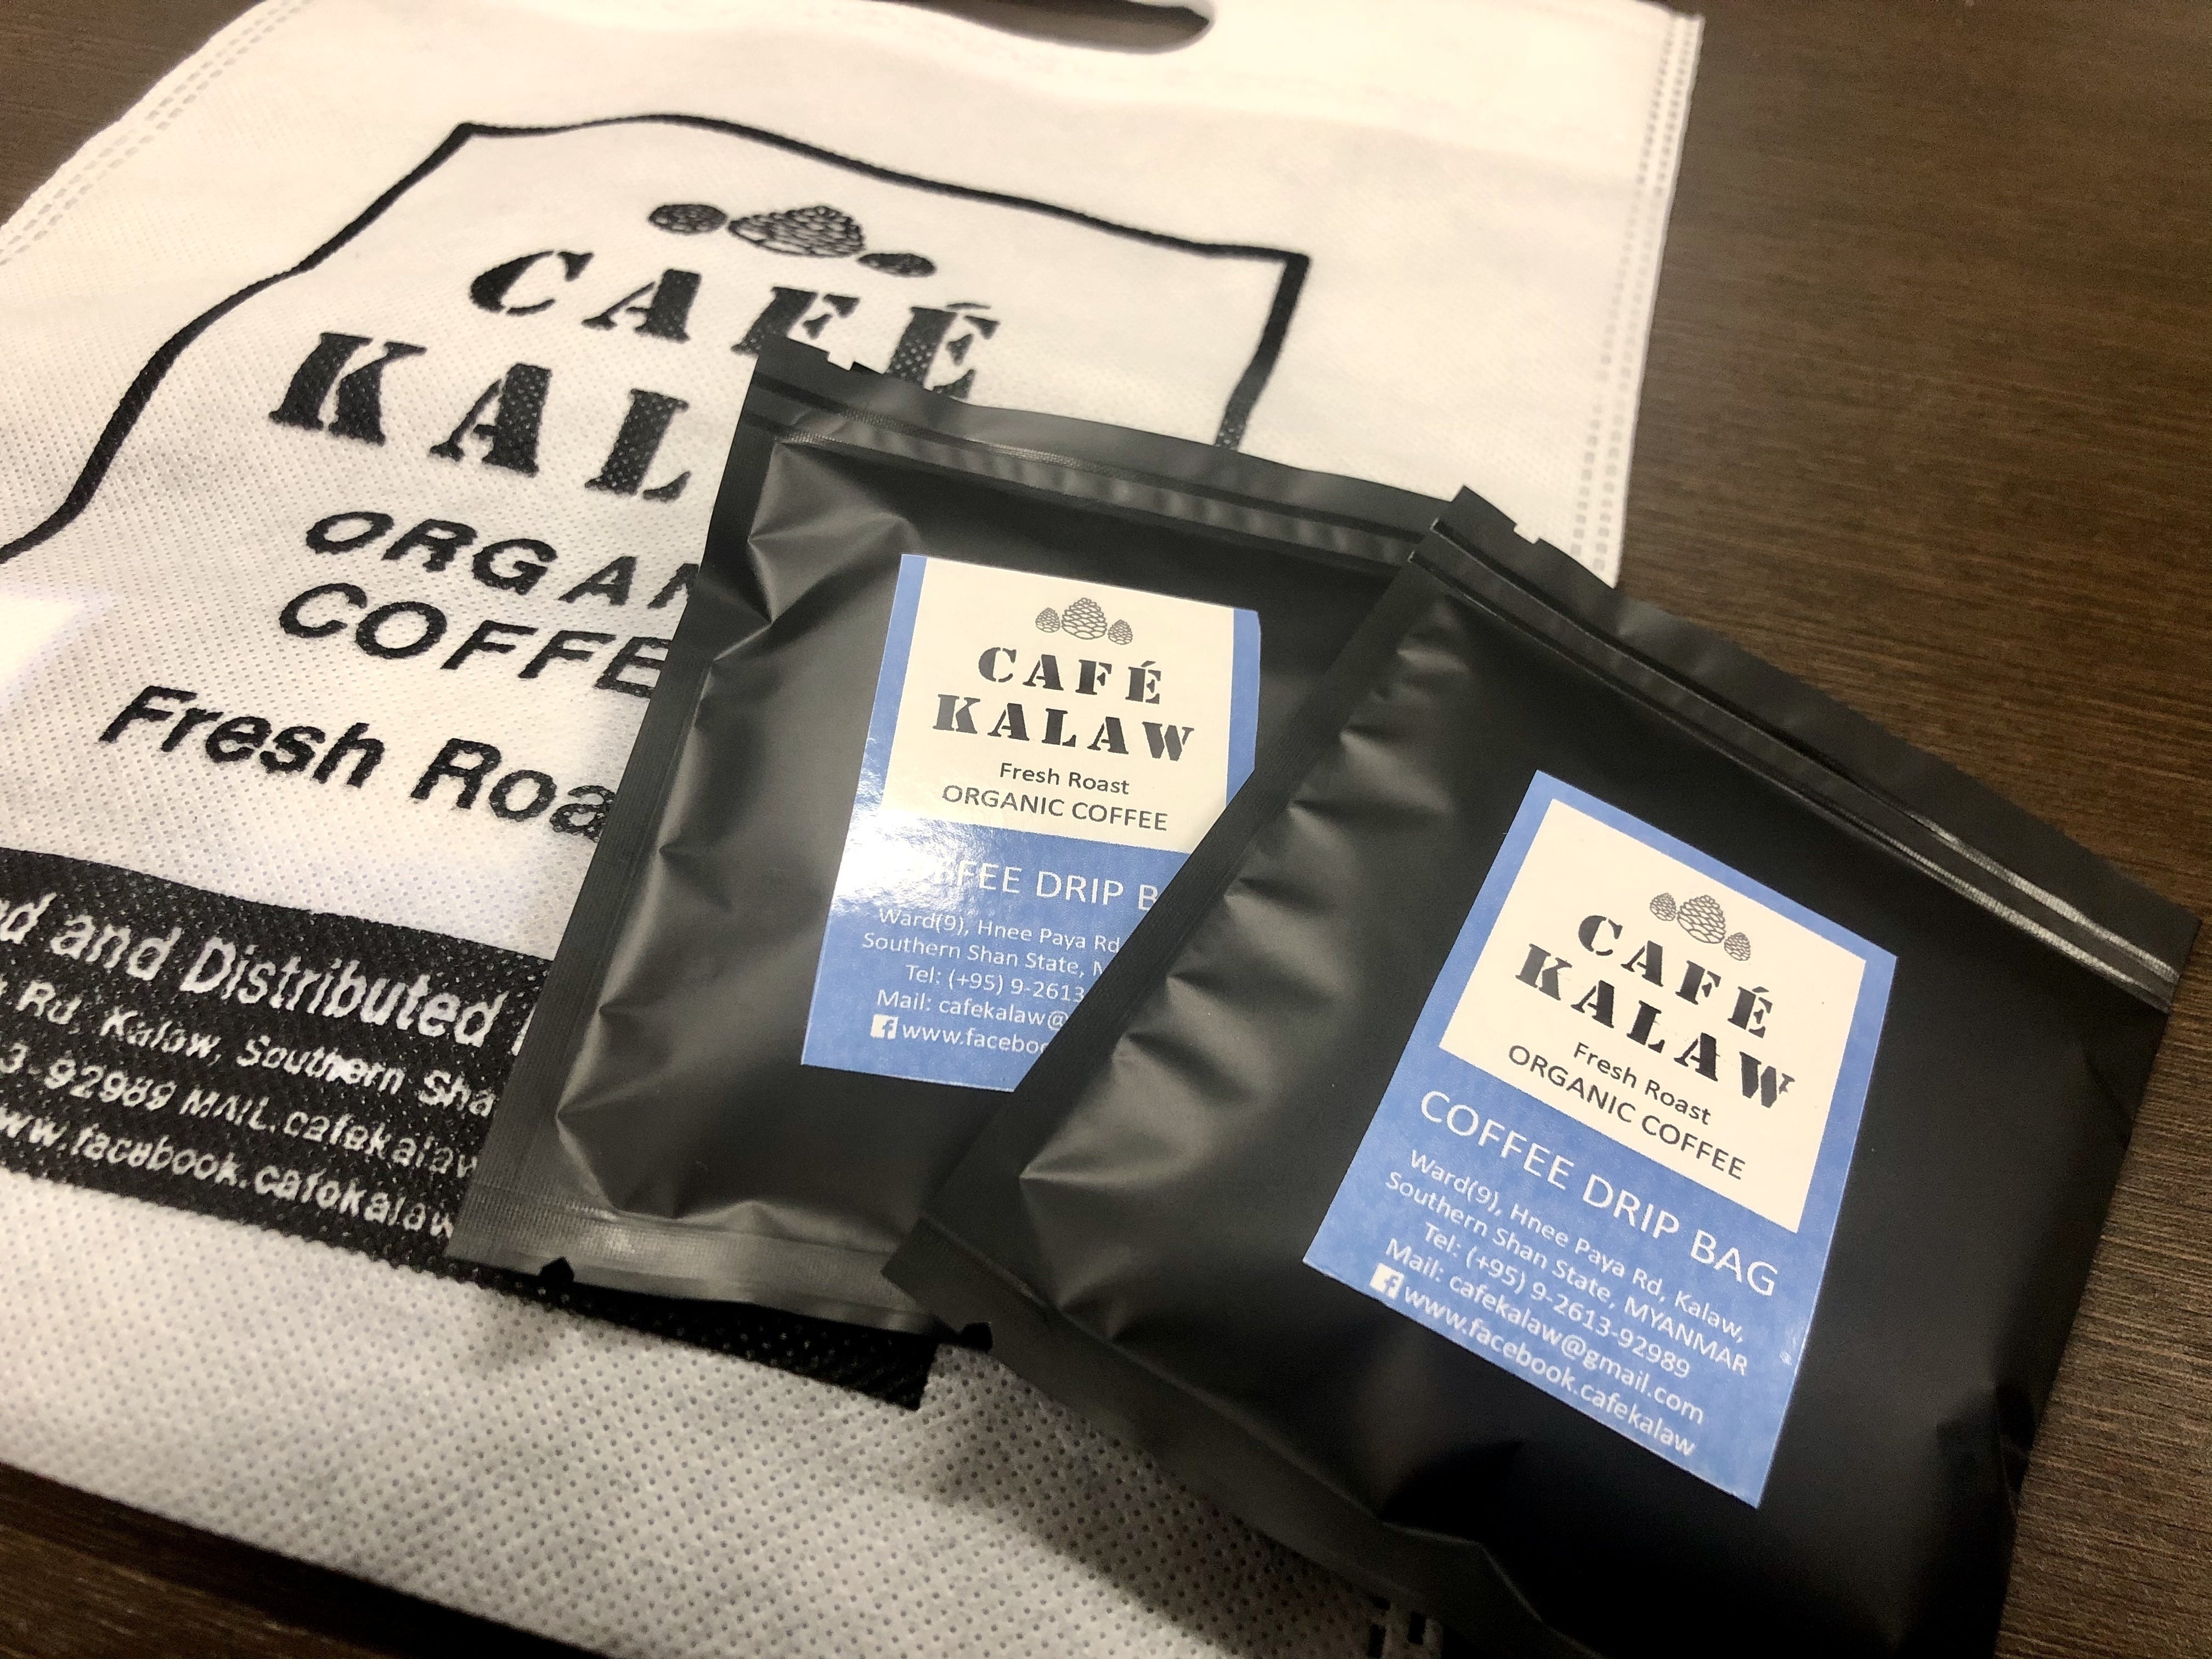 CAFÉ
KAL
ORGAN
COFFE
Fresh Roa
d and Distributed
Rd, Kalaw, Southern Sha
3-92989 MAIL.cafekalaw
ww.facebook.cafekalaw
CAFÉ
KALAW
Fresh Roast
ORGANIC COFFEE
FEE DRIP B
Ward(9), Hnee Paya Rd
Southern Shan State, M
Tel: (+95) 9-2613
Mail: cafekalaw@
www.faceboo
CAFÉ
KALAW
Fresh Roast
ORGANIC COFFEE
COFFEE DRIP BAG
Ward(9), Hnee Paya Rd, Kalaw,
Southern Shan State, MYANMAR
Tel: (+95) 9-2613-92989
Mail: cafekalaw@gmail.com
www.facebook.cafekalaw